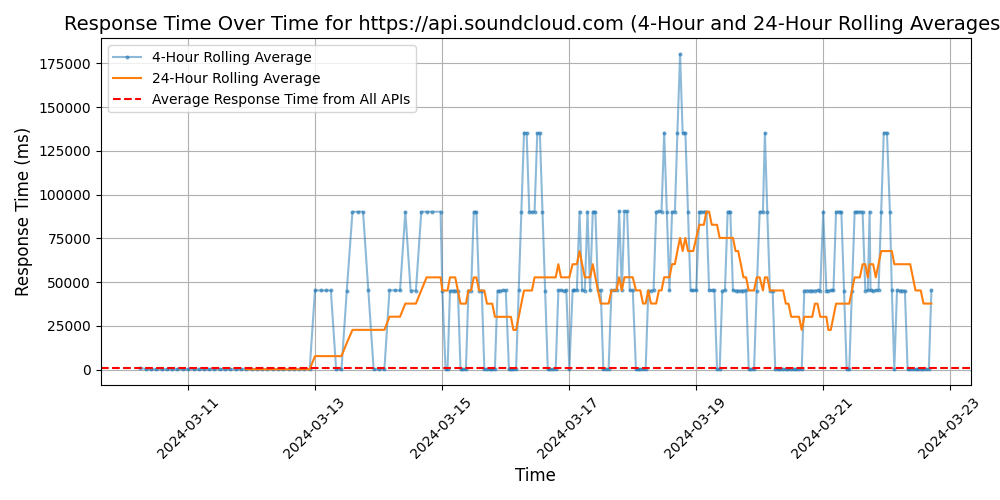 Response Time Over Time for https://api.soundcloud.com (4-Hour and 24-Hour Rolling Averages
4-Hour Rolling Average
24-Hour Rolling Average
Average Response Time from All APIs
Response Time (ms)
175000
150000
125000
100000
75000
50000
25000
0
2024-03-11
2024-03-13
2024-03-15
2024-03-17
2024-03-19
2024-03-21
2024-03-23
Time